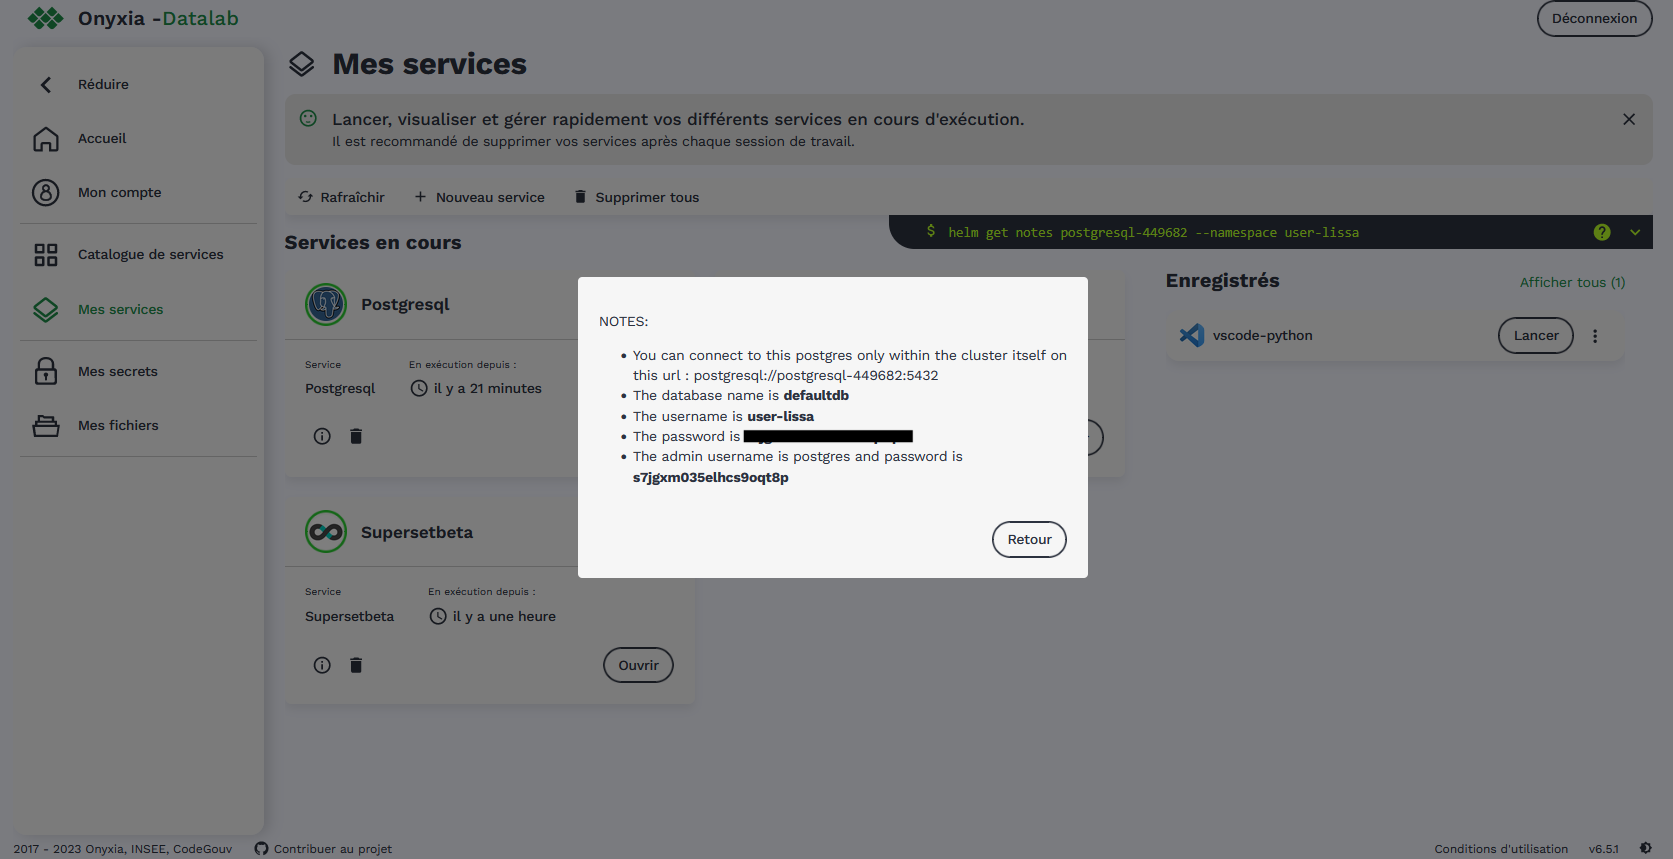 Onyxia -Datalab
Déconnexion
Réduire
Accueil
Mon compte
Catalogue de services
Mes services
Mes secrets
Mes fichiers
Mes services
Lancer, visualiser et gérer rapidement vos différents services en cours d'exécution.
Il est recommandé de supprimer vos services après chaque session de travail.
Rafraîchir
Nouveau service
Supprimer tous
$ helm get notes postgresql-449682 --namespace user-lissa
?
Services en cours
Postgresql
Service
En exécution depuis :
Postgresql
il y a 21 minutes
Supersetbeta
Service
En exécution depuis :
Supersetbeta
il y a une heure
Ouvrir
NOTES:
• You can connect to this postgres only within the cluster itself on
this url : postgresql://postgresql-449682:5432
• The database name is defaultdb
• The username is user-lissa
• The password is
• The admin username is postgres and password is
s7jgxm035elhcs9oqt8p
Retour
Enregistrés
Afficher tous (1)
vscode-python
Lancer
2017 - 2023 Onyxia, INSEE, CodeGouv
Contribuer au projet
Conditions d'utilisation
v6.5.1